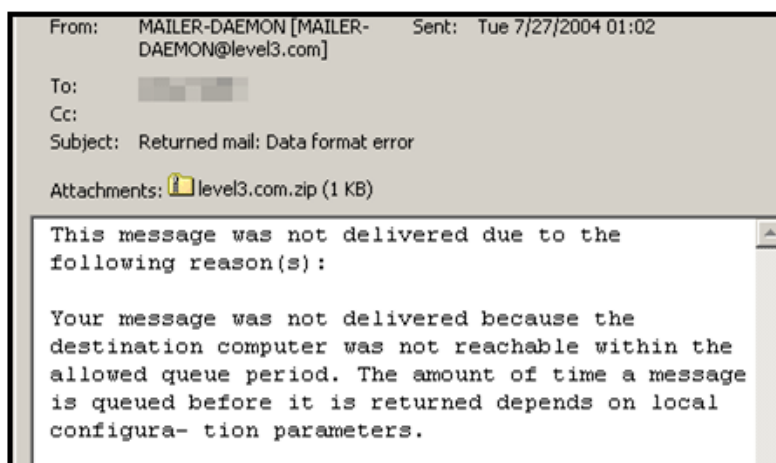 From: MAILER-DAEMON [MAILER- Sent: Tue 7/27/2004 01:02
DAEMON@level3.com]
To:
Cc:
Subject: Returned mail: Data format error
Attachments: level3.com.zip (1 KB)
This message was not delivered due to the
following reason(s):
Your message was not delivered because the
destination computer was not reachable within the
allowed queue period. The amount of time a message
is queued before it is returned depends on local
configura- tion parameters.